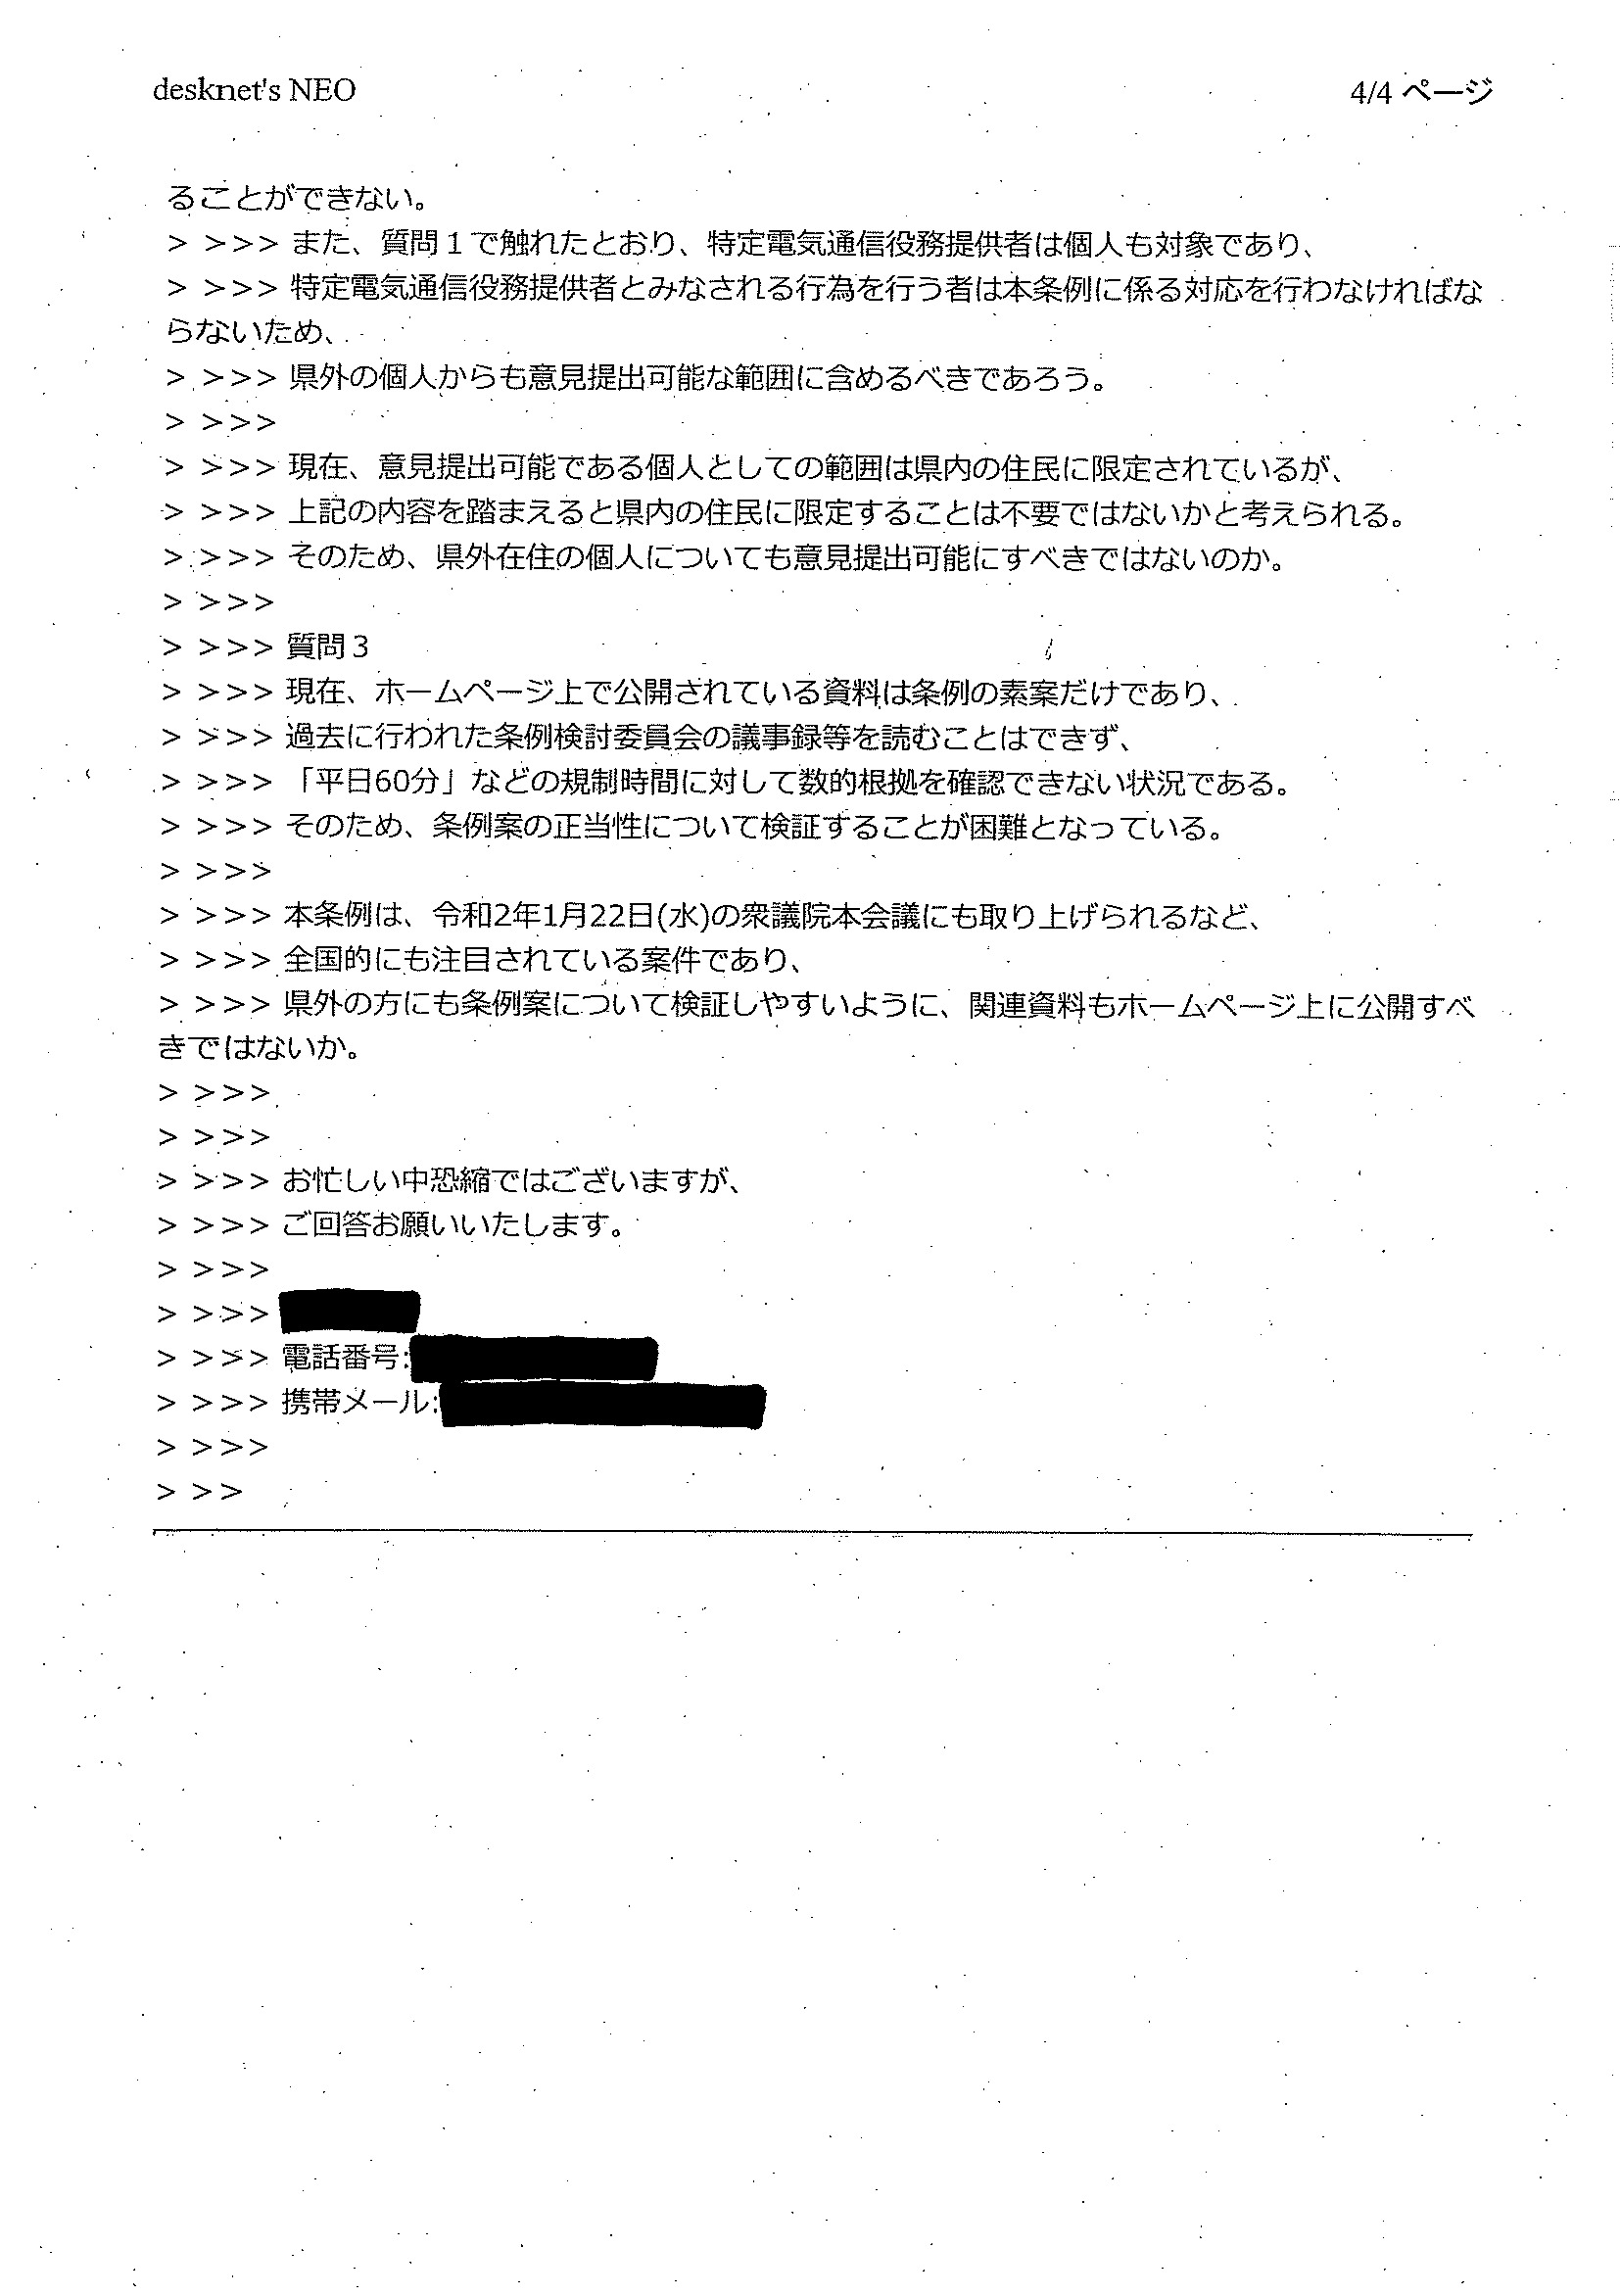 desknet's NEO
4/4 ページ
ることができない。
> >>> また、質問１で触れたとおり、特定電気通信役務提供者は個人も対象であり、
> >>> 特定電気通信役務提供者とみなされる行為を行う者は本条例に係る対応を行わなければな
らないため、
> >>> 県外の個人からも意見提出可能な範囲に含めるべきであろう。
> >>>
> >>> 現在、意見提出可能である個人としての範囲は県内の住民に限定されているが、
> >>> 上記の内容を踏まえると県内の住民に限定することは不要ではないかと考えられる。
> >>> そのため、県外在住の個人についても意見提出可能にすべきではないのか。
> >>>
> >>> 質問３
> >>> 現在、ホームページ上で公開されている資料は条例の素案だけであり、
> >>> 過去に行われた条例検討委員会の議事録等を読むことはできず、
> >>> 「平日60分」などの規制時間に対して数的根拠を確認できない状況である。
> >>> そのため、条例案の正当性について検証することが困難となっている。
> >>>
> >>> 本条例は、令和2年1月22日(水)の衆議院本会議にも取り上げられるなど、
> >>> 全国的にも注目されている案件であり、
> >>> 県外の方にも条例案について検証しやすいように、関連資料もホームページ上に公開すべ
きではないか。
> >>>
> >>>
> >>> お忙しい中恐縮ではございますが、
> >>> ご回答お願いいたします。
> >>>
> >>>
> >>> 電話番号:
> >>> 携帯メール:
> >>>
> >>